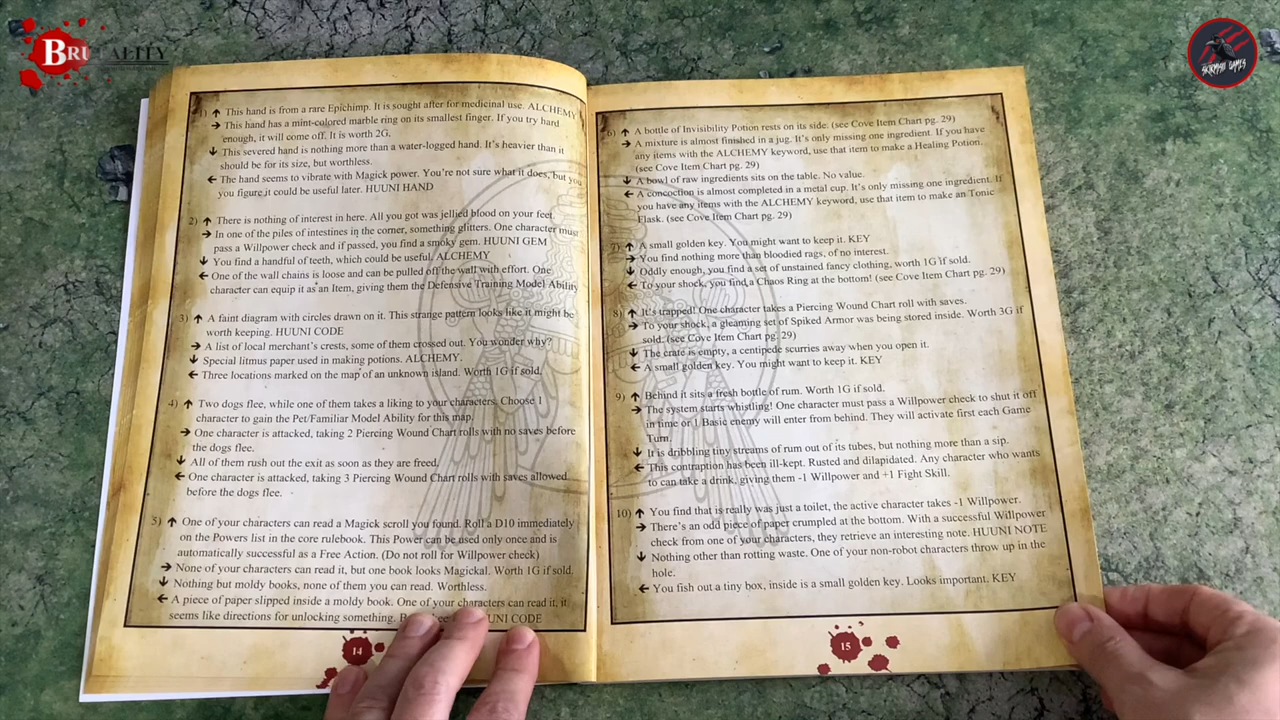 BRUTALITY
SKIRMISH GAMES
1) ↑ This hand is from a rare Epichimp. It is sought after for medicinal use. ALCHEMY
→ This hand has a mint-colored marble ring on its smallest finger. If you try hard
enough, it will come off. It is worth 2G.
↓ This severed hand is nothing more than a water-logged hand. It's heavier than it
should be for its size, but worthless.
← The hand seems to vibrate with Magick power. You're not sure what it does, but you
you figure it could be useful later. HUUNI HAND
2) ↑ There is nothing of interest in here. All you got was jellied blood on your feet.
→ In one of the piles of intestines in the corner, something glitters. One character must
pass a Willpower check and if passed, you find a smoky gem. HUUNI GEM
↓ You find a handful of teeth, which could be useful. ALCHEMY
← One of the wall chains is loose and can be pulled off the wall with effort. One
character can equip it as an Item, giving them the Defensive Training Model Ability
3) ↑ A faint diagram with circles drawn on it. This strange pattern looks like it might be
worth keeping. HUUNI CODE
→ A list of local merchant's crests, some of them crossed out. You wonder why?
↓ Special litmus paper used in making potions. ALCHEMY.
← Three locations marked on the map of an unknown island. Worth 1G if sold.
4) ↑ Two dogs flee, while one of them takes a liking to your characters. Choose 1
character to gain the Pet/Familiar Model Ability for this map.
→ One character is attacked, taking 2 Piercing Wound Chart rolls with no saves before
the dogs flee.
↓ All of them rush out the exit as soon as they are freed.
← One character is attacked, taking 3 Piercing Wound Chart rolls with saves allowed
before the dogs flee.
5) ↑ One of your characters can read a Magick scroll you found. Roll a D10 immediately
on the Powers list in the core rulebook. This Power can be used only once and is
automatically successful as a Free Action. (Do not roll for Willpower check)
→ None of your characters can read it, but one book looks Magickal. Worth 1G if sold.
↓ Nothing but moldy books, none of them you can read. Worthless.
← A piece of paper slipped inside a moldy book. One of your characters can read it, it
seems like directions for unlocking something. HUUNI CODE
14
6) ↑ A bottle of Invisibility Potion rests on its side. (see Cove Item Chart pg. 29)
→ A mixture is almost finished in a jug. It's only missing one ingredient. If you have
any items with the ALCHEMY keyword, use that item to make a Healing Potion.
(see Cove Item Chart pg. 29)
↓ A bowl of raw ingredients sits on the table. No value.
← A concoction is almost completed in a metal cup. It's only missing one ingredient. If
you have any items with the ALCHEMY keyword, use that item to make an Tonic
Flask. (see Cove Item Chart pg. 29)
7) ↑ A small golden key. You might want to keep it. KEY
→ You find nothing more than bloodied rags, of no interest.
↓ Oddly enough, you find a set of unstained fancy clothing, worth 1G if sold.
← To your shock, you find a Chaos Ring at the bottom! (see Cove Item Chart pg. 29)
8) ↑ It's trapped! One character takes a Piercing Wound Chart roll with saves.
→ To your shock, a gleaming set of Spiked Armor was being stored inside. Worth 3G if
sold. (see Cove Item Chart pg. 29)
↓ The crate is empty, a centipede scurries away when you open it.
← A small golden key. You might want to keep it. KEY
9) ↑ Behind it sits a fresh bottle of rum. Worth 1G if sold.
→ The system starts whistling! One character must pass a Willpower check to shut it off
in time or 1 Basic enemy will enter from behind. They will activate first each Game
Turn.
↓ It is dribbling tiny streams of rum out of its tubes, but nothing more than a sip.
← This contraption has been ill-kept. Rusted and dilapidated. Any character who wants
to can take a drink, giving them -1 Willpower and +1 Fight Skill.
10) ↑ You find that is really was just a toilet, the active character takes -1 Willpower.
→ There's an odd piece of paper crumpled at the bottom. With a successful Willpower
check from one of your characters, they retrieve an interesting note. HUUNI NOTE
↓ Nothing other than rotting waste. One of your non-robot characters throw up in the
hole.
← You fish out a tiny box, inside is a small golden key. Looks important. KEY
15